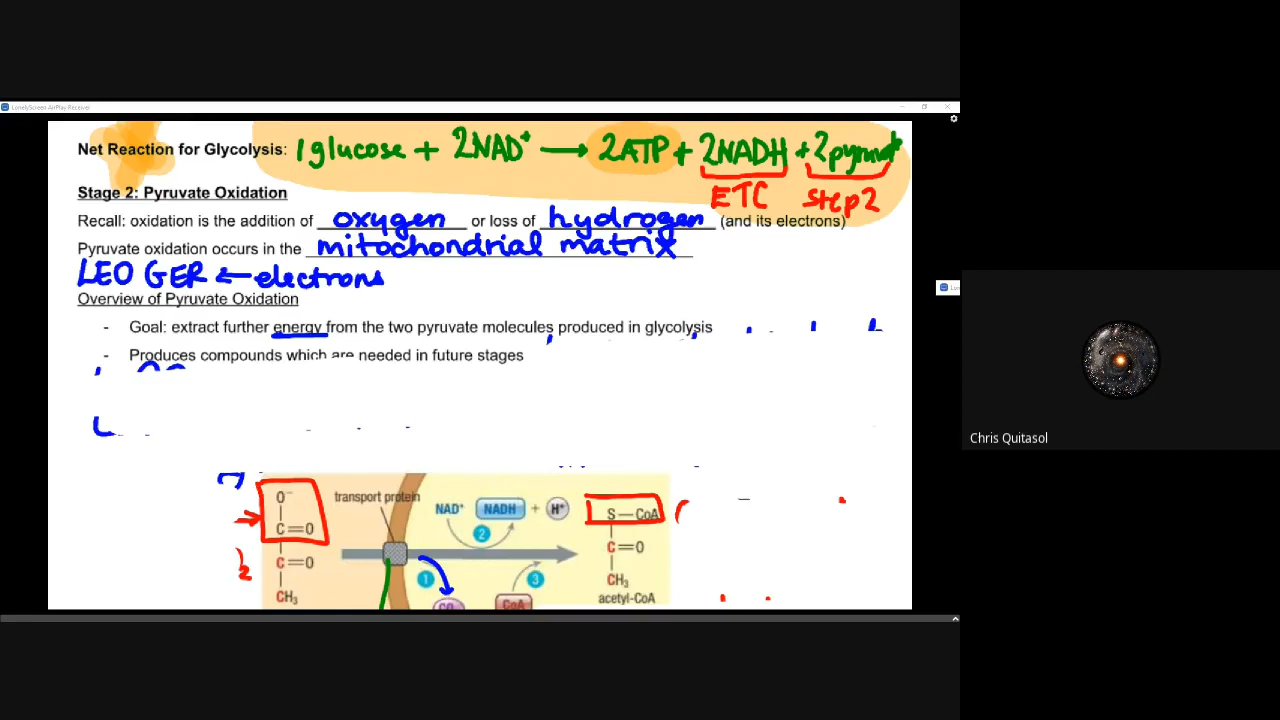 LonelyScreen AirPlay Receiver
Net Reaction for Glycolysis: 1 glucose + 2NAD⁺ → 2ATP + 2NADH + 2pyruvate
ETC step 2
Stage 2: Pyruvate Oxidation
Recall: oxidation is the addition of oxygen or loss of hydrogen (and its electrons)
Pyruvate oxidation occurs in the mitochondrial matrix
LEO GER ← electrons
Overview of Pyruvate Oxidation
- Goal: extract further energy from the two pyruvate molecules produced in glycolysis
- Produces compounds which are needed in future stages
O⁻ transport protein NAD⁺ NADH + H⁺ S—CoA
C=O 2 C=O
C=O 1 3 CH₃
CH₃ CO CoA acetyl-CoA
Chris Quitasol